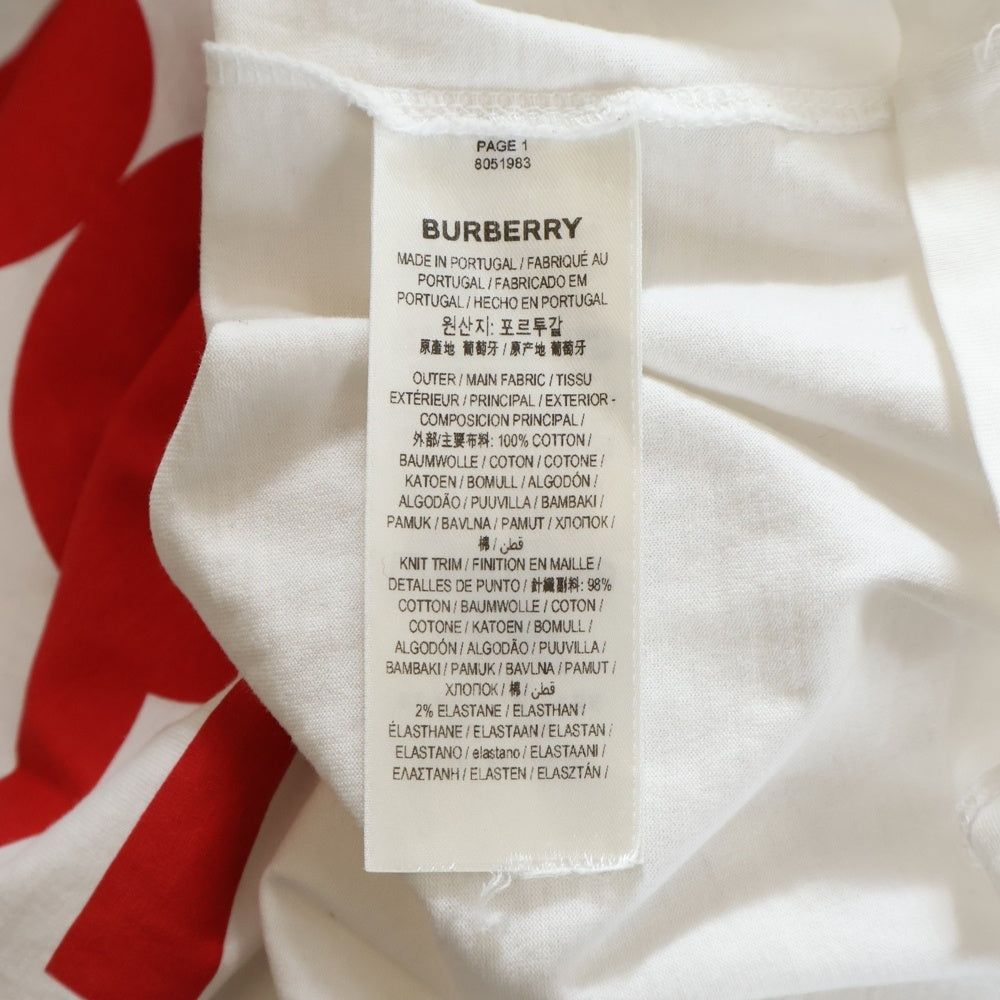 PAGE 1
8051983
BURBERRY
MADE IN PORTUGAL / FABRIQUÉ AU
PORTUGAL / FABRICADO EM
PORTUGAL / HECHO EN PORTUGAL
원산지: 포르투갈
原產地 葡萄牙 / 原产地 葡萄牙
OUTER / MAIN FABRIC / TISSU
EXTÉRIEUR / PRINCIPAL / EXTERIOR -
COMPOSICION PRINCIPAL /
外部/主要布料: 100% COTTON /
BAUMWOLLE / COTON / COTONE /
KATOEN / BOMULL / ALGODÓN /
ALGODÃO / PUUVILLA / BAMBAKI /
PAMUK / BAVLNA / PAMUT / ХЛОПОК /
棉 / قطن
KNIT TRIM / FINITION EN MAILLE /
DETALLES DE PUNTO / 針織副料: 98%
COTTON / BAUMWOLLE / COTON /
COTONE / KATOEN / BOMULL /
ALGODÓN / ALGODÃO / PUUVILLA /
BAMBAKI / PAMUK / BAVLNA / PAMUT /
ХЛОПОК / 棉 / قطن
2% ELASTANE / ELASTHAN /
ÉLASTHANE / ELASTAAN / ELASTAN /
ELASTANO / elastano / ELASTAANI /
ΕΛΑΣΤΑΝΗ / ELASTEN / ELASZTÁN /